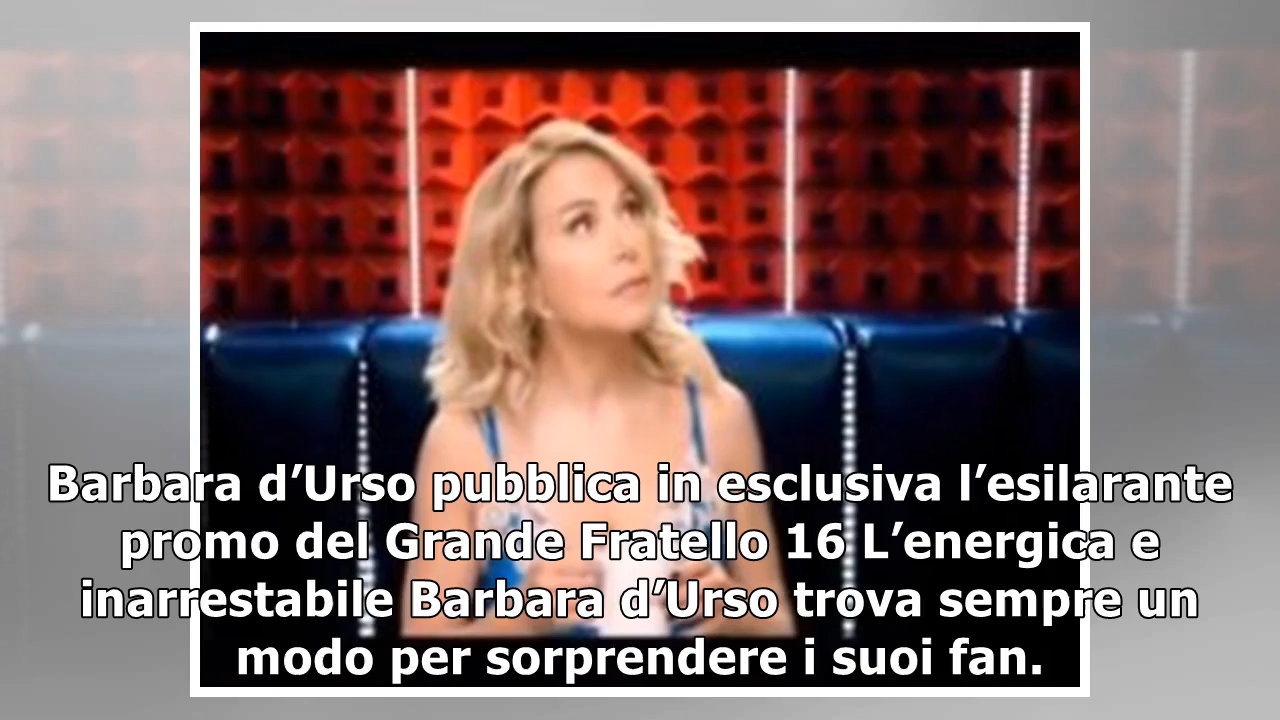 Barbara d’Urso pubblica in esclusiva l’esilarante
promo del Grande Fratello 16 L’energica e
inarrestabile Barbara d’Urso trova sempre un
modo per sorprendere i suoi fan.